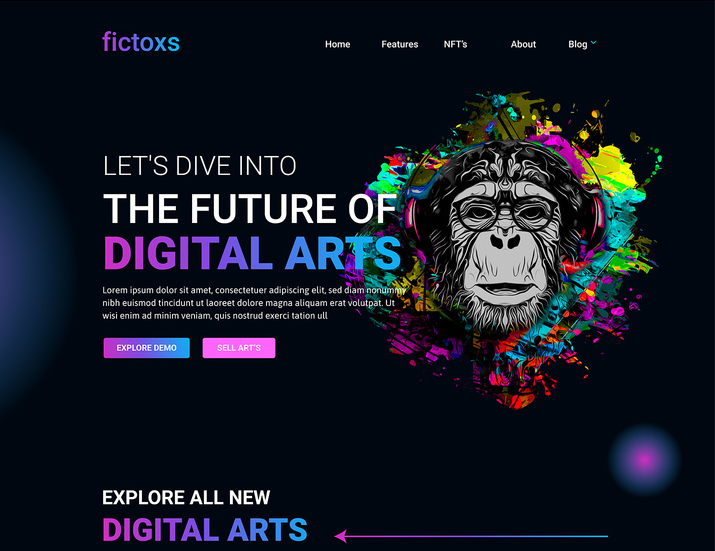 fictoxs
Home Features NFT's About Blog
LET'S DIVE INTO
THE FUTURE OF
DIGITAL ARTS
Lorem ipsum dolor sit amet, consectetuer adipiscing elit, sed diam nonummy
nibh euismod tincidunt ut laoreet dolore magna aliquam erat volutpat. Ut
wisi enim ad minim veniam, quis nostrud exerci tation ull
EXPLORE DEMO SELL ART'S
EXPLORE ALL NEW
DIGITAL ARTS